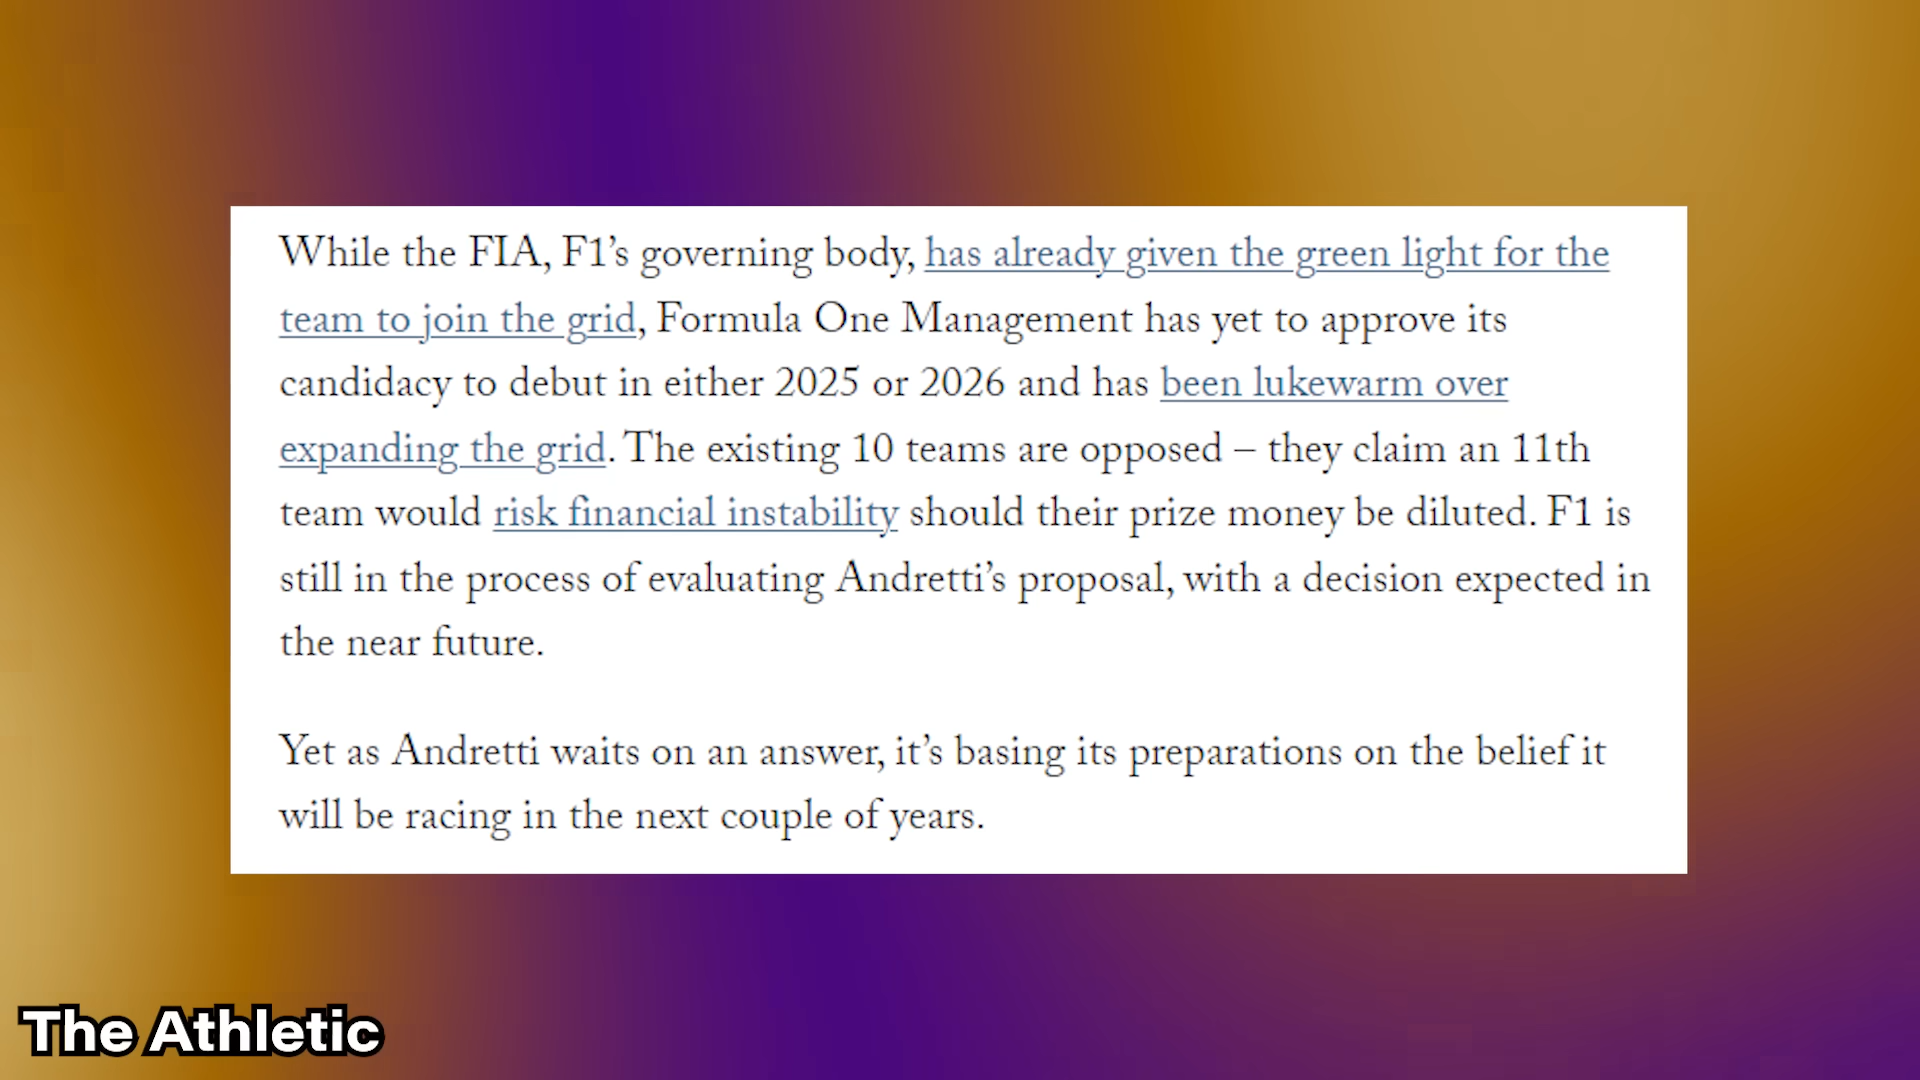 While the FIA, F1’s governing body, has already given the green light for the
team to join the grid, Formula One Management has yet to approve its
candidacy to debut in either 2025 or 2026 and has been lukewarm over
expanding the grid. The existing 10 teams are opposed – they claim an 11th
team would risk financial instability should their prize money be diluted. F1 is
still in the process of evaluating Andretti’s proposal, with a decision expected in
the near future.
Yet as Andretti waits on an answer, it’s basing its preparations on the belief it
will be racing in the next couple of years.
The Athletic